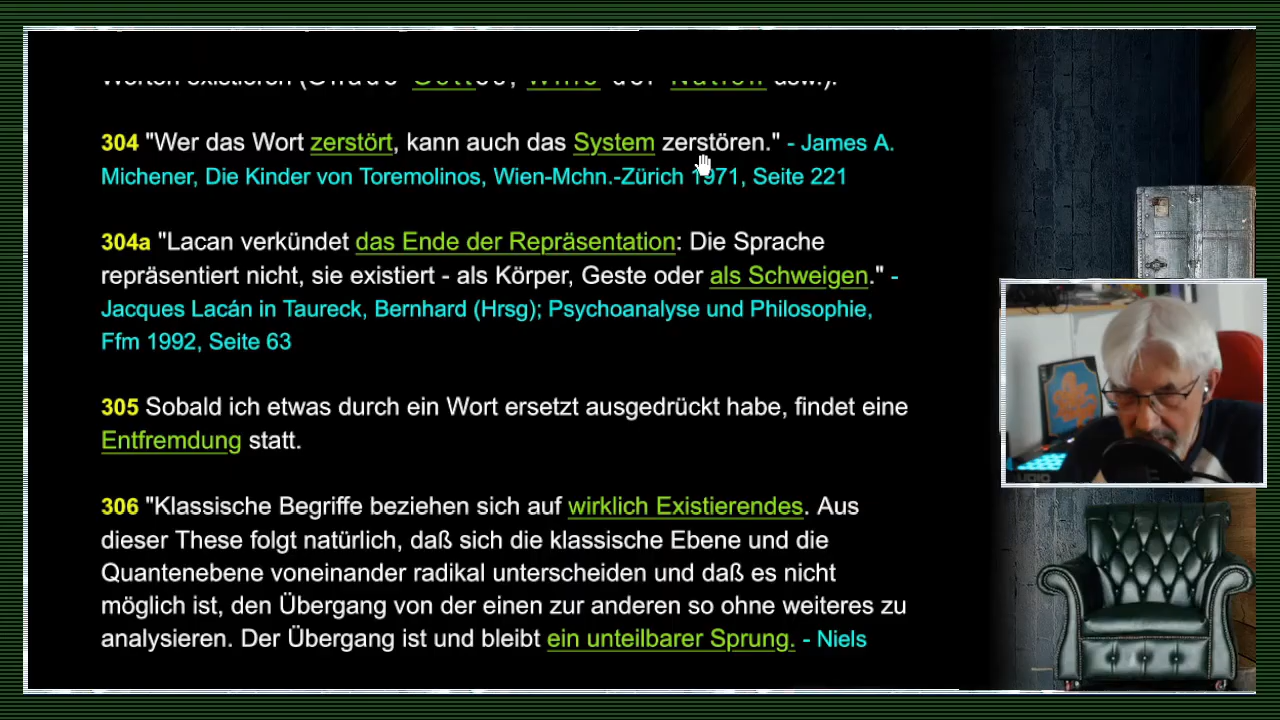 304 "Wer das Wort zerstört, kann auch das System zerstören." - James A.
Michener, Die Kinder von Toremolinos, Wien-Mchn.-Zürich 1971, Seite 221
304a "Lacan verkündet das Ende der Repräsentation: Die Sprache
repräsentiert nicht, sie existiert - als Körper, Geste oder als Schweigen." -
Jacques Lacán in Taureck, Bernhard (Hrsg); Psychoanalyse und Philosophie,
Ffm 1992, Seite 63
305 Sobald ich etwas durch ein Wort ersetzt ausgedrückt habe, findet eine
Entfremdung statt.
306 "Klassische Begriffe beziehen sich auf wirklich Existierendes. Aus
dieser These folgt natürlich, daß sich die klassische Ebene und die
Quantenebene voneinander radikal unterscheiden und daß es nicht
möglich ist, den Übergang von der einen zur anderen so ohne weiteres zu
analysieren. Der Übergang ist und bleibt ein unteilbarer Sprung. - Niels